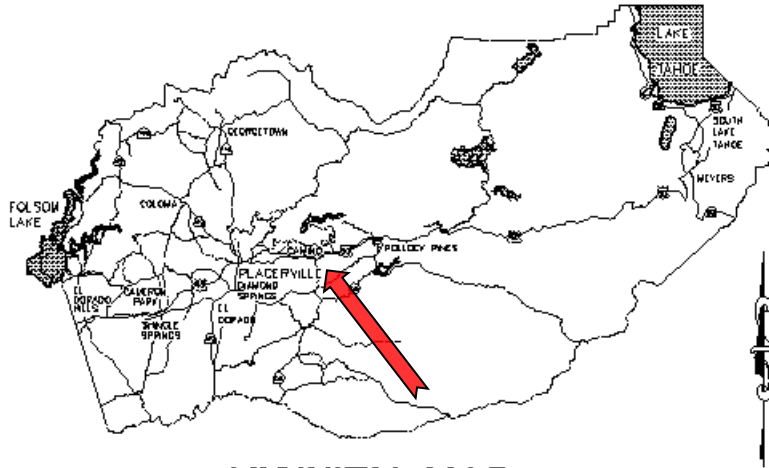 LAKE
TAHOE
SOUTH
LAKE
TAHOE
MEYERS
GEORGETOWN
FOLSOM
LAKE
COLOMA
CAMINO
POLLOCK PINES
PLACERVILLE
DIAMOND
SPRINGS
EL
DORADO
HILLS
CAMERON
PARK
EL
DORADO
SHINGLE
SPRINGS